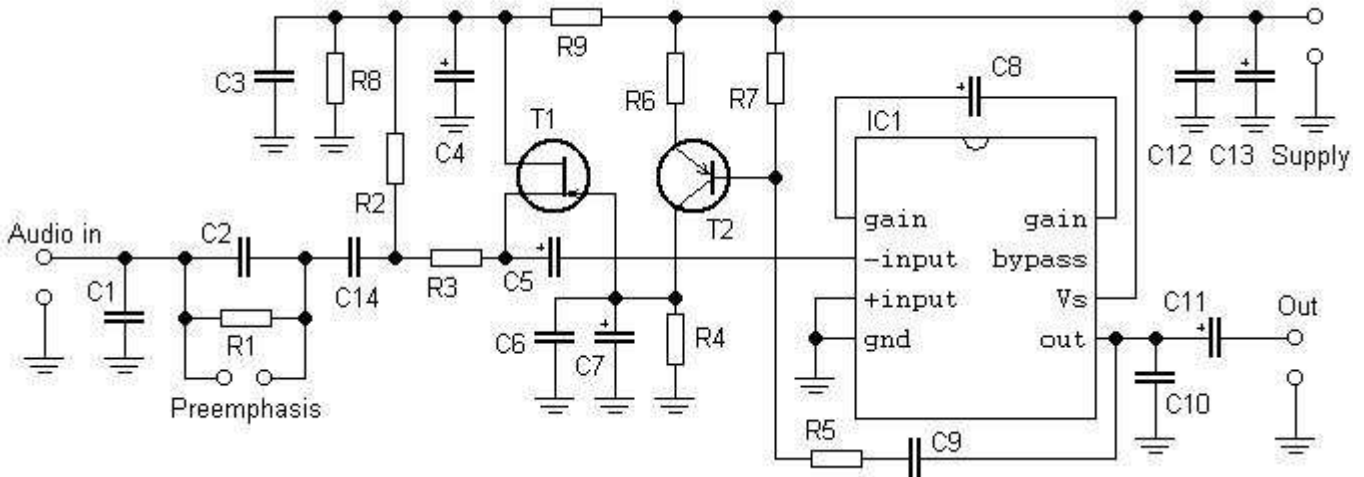 R9
C8
C3
R8
R6
R7
IC1
T1
C4
C12
C13
Supply
R2
T2
gain
gain
Audio in
C2
-input
bypass
C1
C14
R3
C5
+input
Vs
C11
Out
R1
C6
C7
R4
gnd
out
Preemphasis
C10
R5
C9